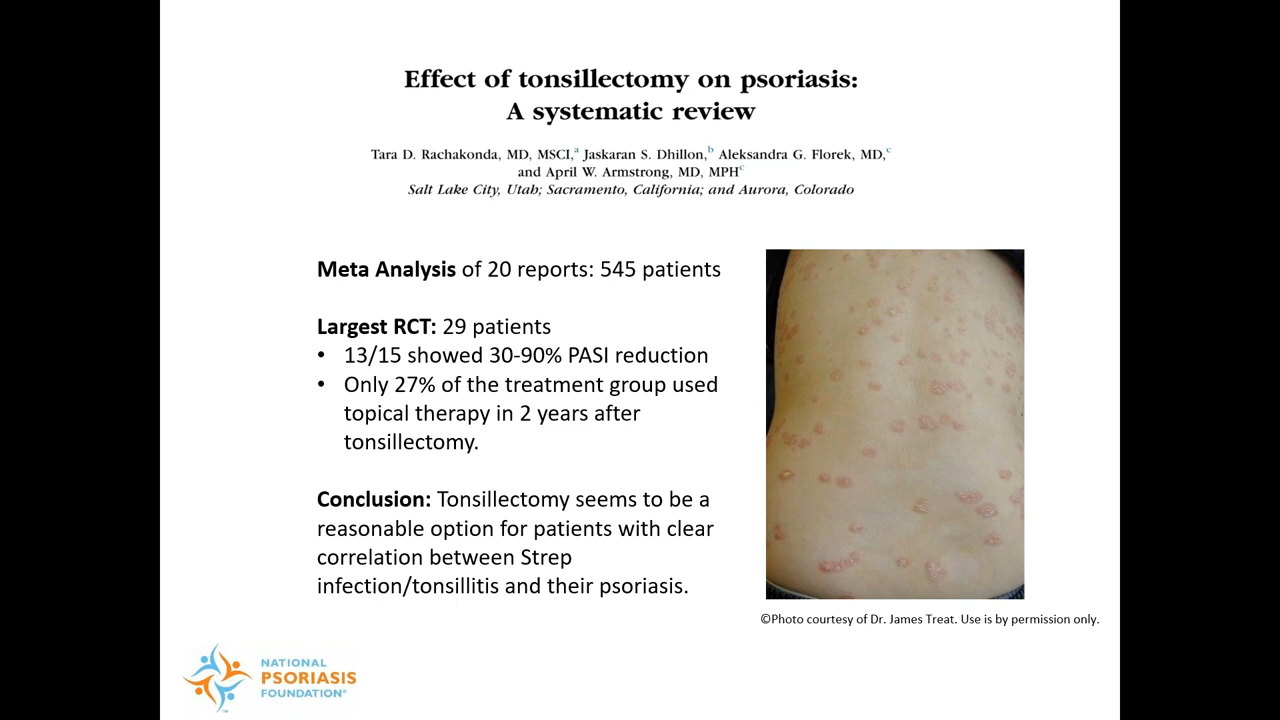 Effect of tonsillectomy on psoriasis:
A systematic review
Tara D. Rachakonda, MD, MSCI,a Jaskaran S. Dhillon,b Aleksandra G. Florek, MD,c
and April W. Armstrong, MD, MPHc
Salt Lake City, Utah; Sacramento, California; and Aurora, Colorado
Meta Analysis of 20 reports: 545 patients
Largest RCT: 29 patients
• 13/15 showed 30-90% PASI reduction
• Only 27% of the treatment group used
topical therapy in 2 years after
tonsillectomy.
Conclusion: Tonsillectomy seems to be a
reasonable option for patients with clear
correlation between Strep
infection/tonsillitis and their psoriasis.
©Photo courtesy of Dr. James Treat. Use is by permission only.
NATIONAL
PSORIASIS
FOUNDATION®
™